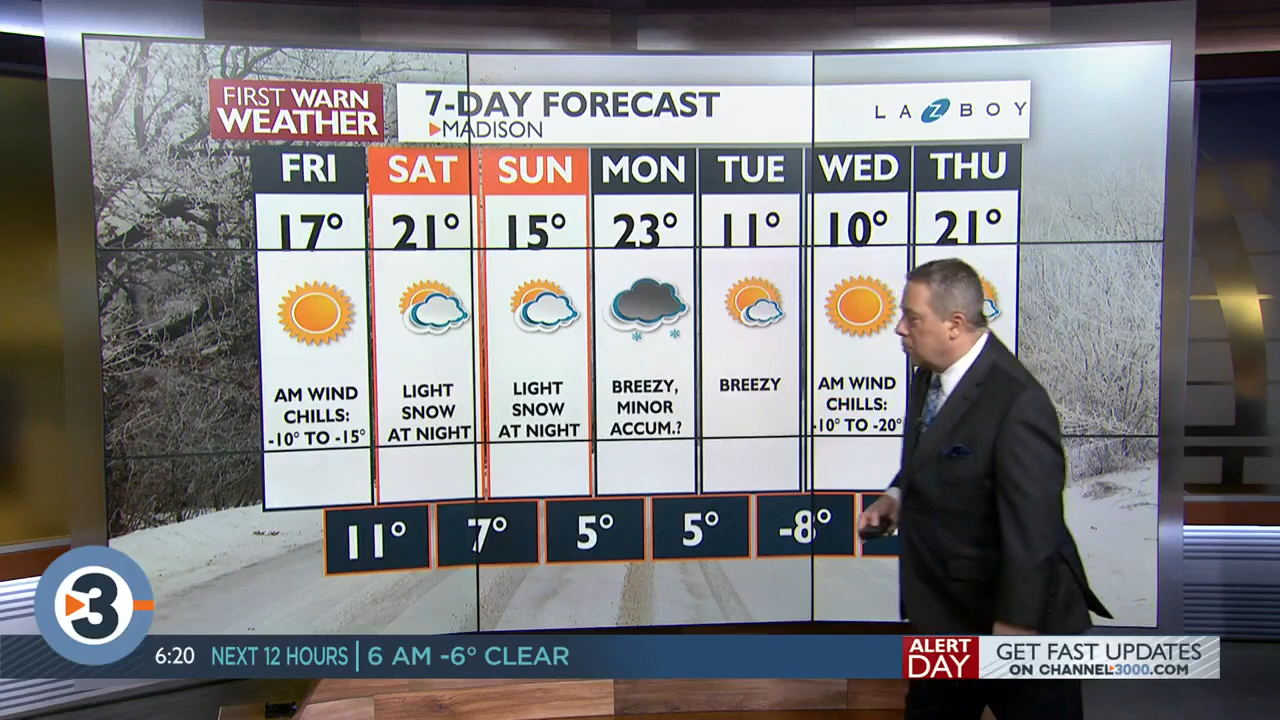 FIRST WARN
WEATHER
7-DAY FORECAST
MADISON
LA Z BOY
FRI
SAT
SUN
MON
TUE
WED
THU
17°
21°
15°
23°
11°
10°
21°
AM WIND
CHILLS:
-10° TO -15°
LIGHT
SNOW
AT NIGHT
LIGHT
SNOW
AT NIGHT
BREEZY,
MINOR
ACCUM.?
BREEZY
AM WIND
CHILLS:
-10° TO -20°
11°
7°
5°
5°
-8°
3
6:20
NEXT 12 HOURS
6 AM -6° CLEAR
ALERT
DAY
GET FAST UPDATES
ON CHANNEL3000.COM